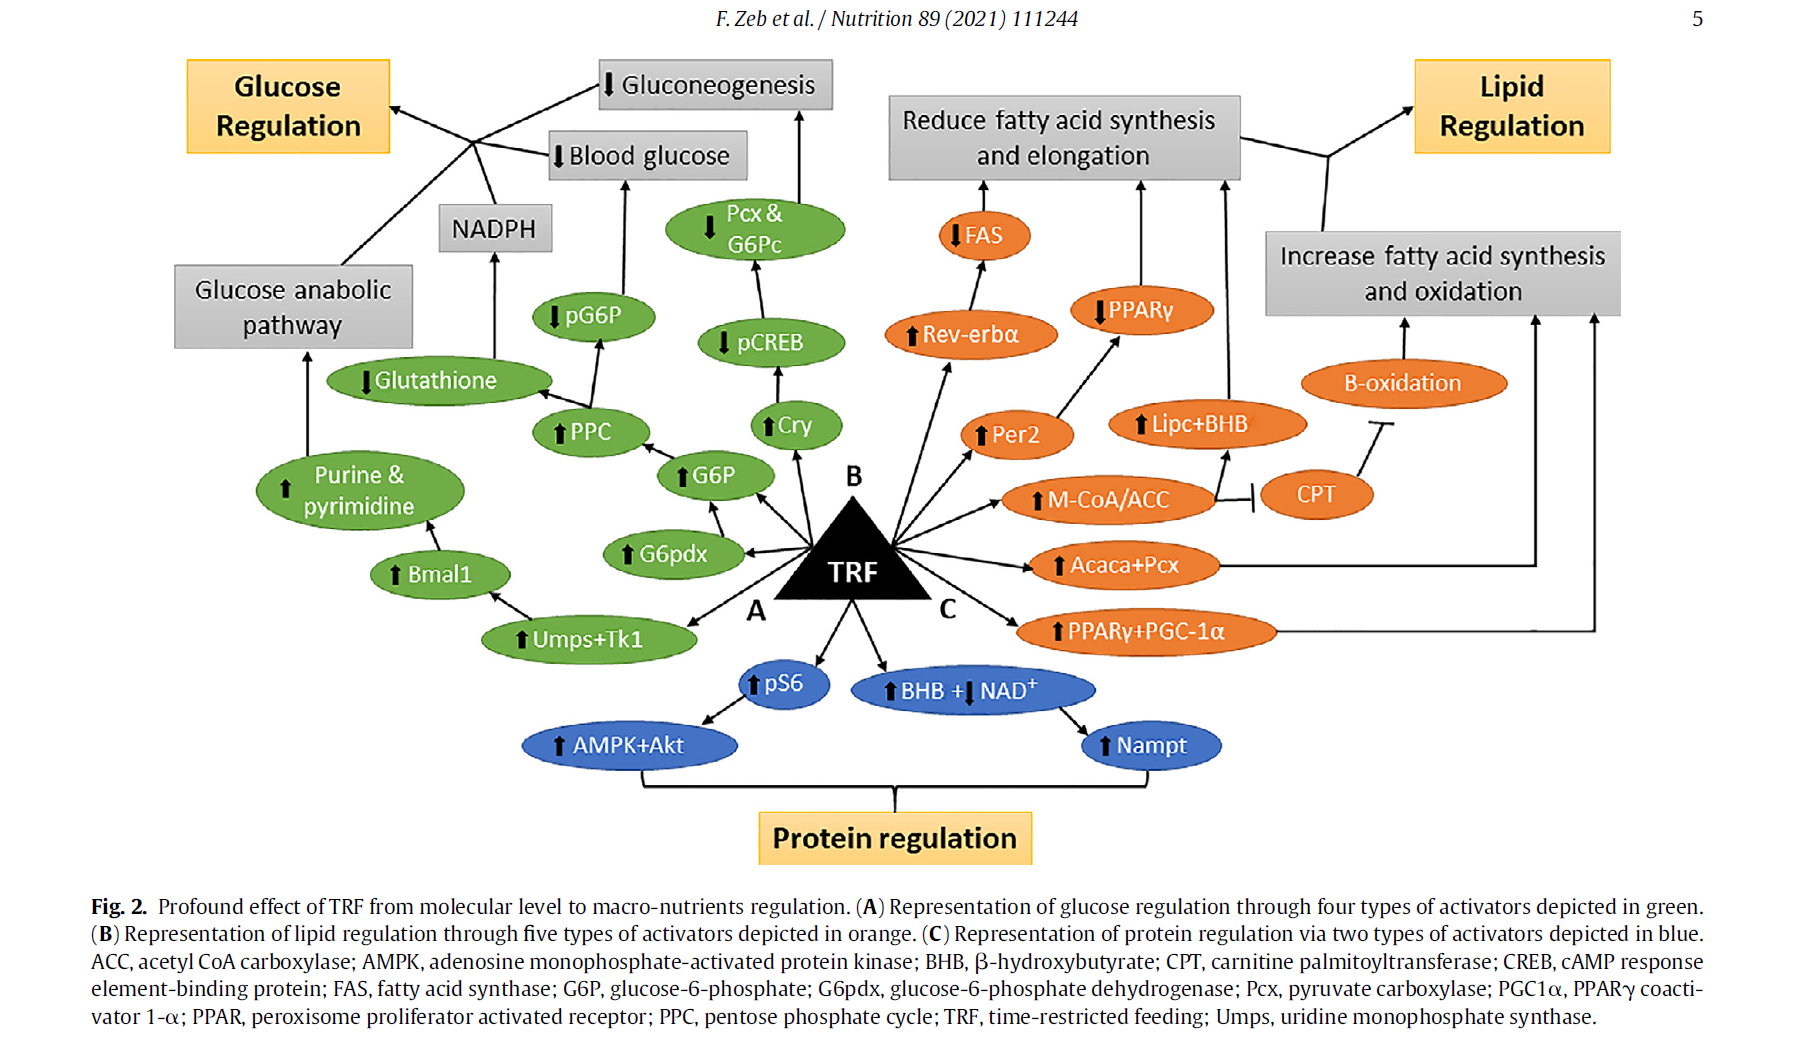 F. Zeb et al. / Nutrition 89 (2021) 111244
5
Glucose
Regulation
⬇ Gluconeogenesis
⬇ Blood glucose
NADPH
Glucose anabolic
pathway
⬇ Pcx &
G6Pc
⬇ pG6P
⬇ pCREB
⬇ Glutathione
⬆ PPC
⬆ Cry
⬆ G6P
⬆ Purine &
pyrimidine
⬆ G6pdx
⬆ Bmal1
⬆ Umps+Tk1
Lipid
Regulation
Reduce fatty acid synthesis
and elongation
Increase fatty acid synthesis
and oxidation
⬇ FAS
⬆ Rev-erbα
⬇ PPARγ
B-oxidation
⬆ Per2
⬆ Lipc+BHB
⬆ M-CoA/ACC
CPT
⬆ Acaca+Pcx
⬆ PPARγ+PGC-1α
B
TRF
A
C
⬆ pS6
⬆ BHB +⬇ NAD⁺
⬆ AMPK+Akt
⬆ Nampt
Protein regulation
Fig. 2. Profound effect of TRF from molecular level to macro-nutrients regulation. (A) Representation of glucose regulation through four types of activators depicted in green.
(B) Representation of lipid regulation through five types of activators depicted in orange. (C) Representation of protein regulation via two types of activators depicted in blue.
ACC, acetyl CoA carboxylase; AMPK, adenosine monophosphate-activated protein kinase; BHB, β-hydroxybutyrate; CPT, carnitine palmitoyltransferase; CREB, cAMP response
element-binding protein; FAS, fatty acid synthase; G6P, glucose-6-phosphate; G6pdx, glucose-6-phosphate dehydrogenase; Pcx, pyruvate carboxylase; PGC1α, PPARγ coacti-
vator 1-α; PPAR, peroxisome proliferator activated receptor; PPC, pentose phosphate cycle; TRF, time-restricted feeding; Umps, uridine monophosphate synthase.